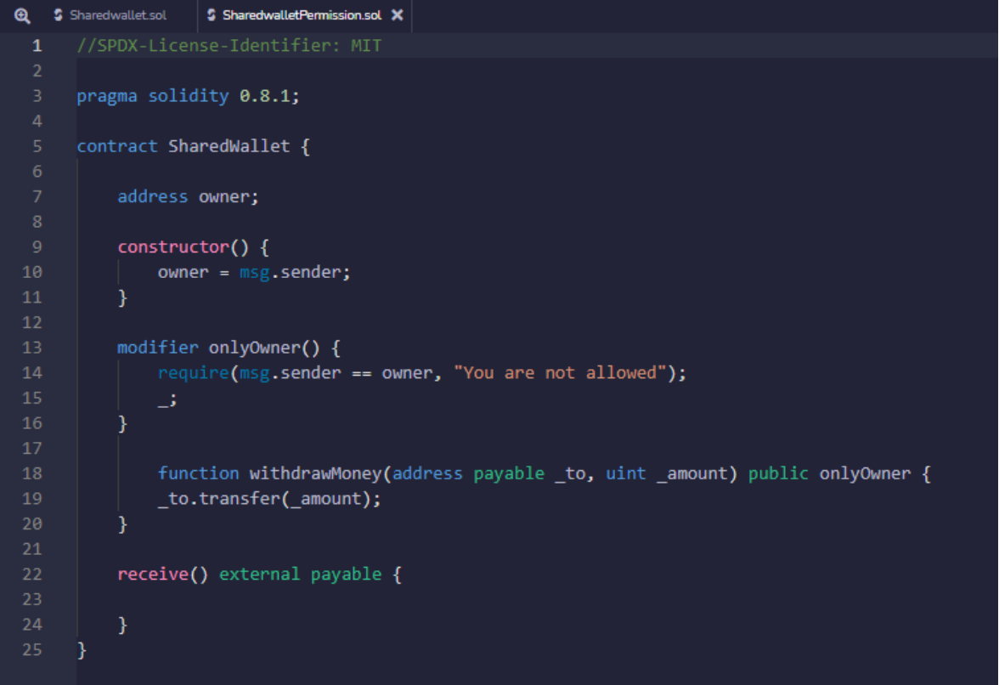 Sharedwallet.sol SharedwalletPermission.sol
1 //SPDX-License-Identifier: MIT
2
3 pragma solidity 0.8.1;
4
5 contract SharedWallet {
6
7 address owner;
8
9 constructor() {
10 owner = msg.sender;
11 }
12
13 modifier onlyOwner() {
14 require(msg.sender == owner, "You are not allowed");
15 _;
16 }
17
18 function withdrawMoney(address payable _to, uint _amount) public onlyOwner {
19 _to.transfer(_amount);
20 }
21
22 receive() external payable {
23
24 }
25 }